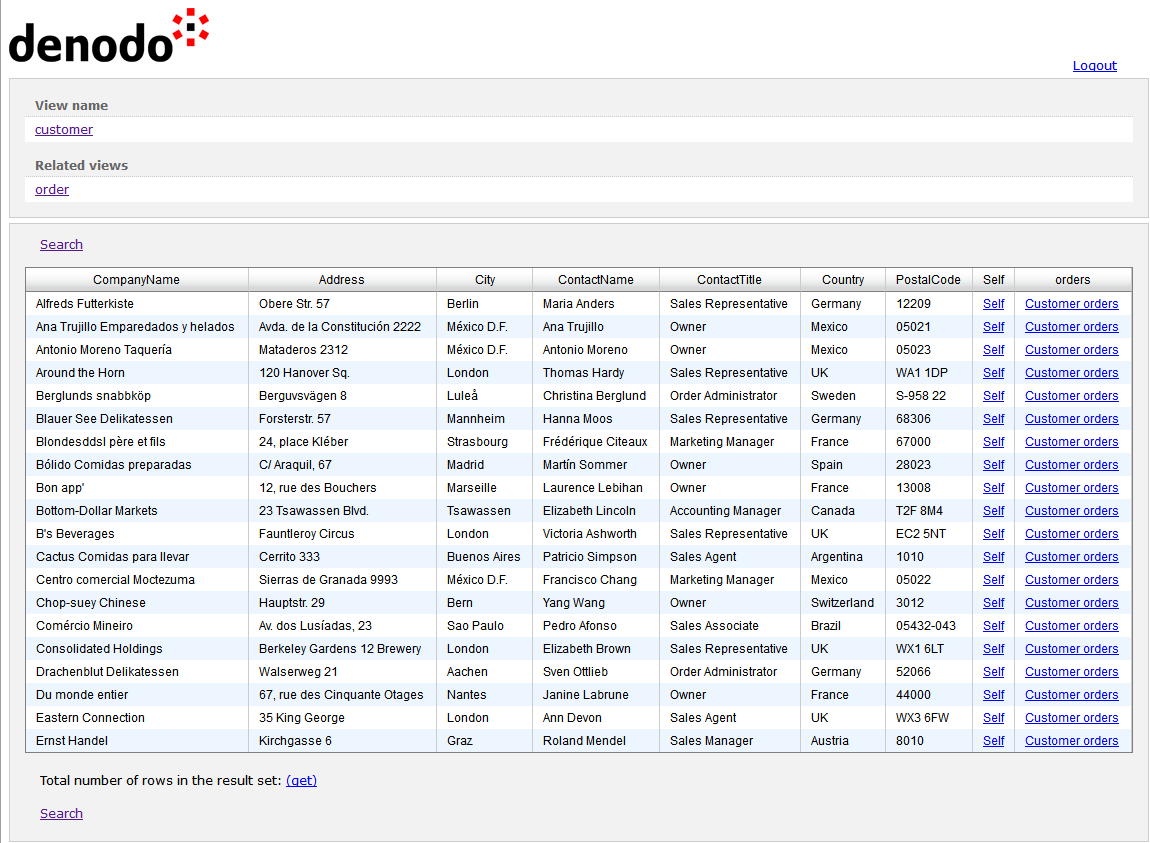 denodo
Logout
View name
customer
Related views
order
Search
CompanyName Address City ContactName ContactTitle Country PostalCode Self orders
Alfreds Futterkiste Obere Str. 57 Berlin Maria Anders Sales Representative Germany 12209 Self Customer orders
Ana Trujillo Emparedados y helados Avda. de la Constitución 2222 México D.F. Ana Trujillo Owner Mexico 05021 Self Customer orders
Antonio Moreno Taquería Mataderos 2312 México D.F. Antonio Moreno Owner Mexico 05023 Self Customer orders
Around the Horn 120 Hanover Sq. London Thomas Hardy Sales Representative UK WA1 1DP Self Customer orders
Berglunds snabbköp Berguvsvägen 8 Luleå Christina Berglund Order Administrator Sweden S-958 22 Self Customer orders
Blauer See Delikatessen Forsterstr. 57 Mannheim Hanna Moos Sales Representative Germany 68306 Self Customer orders
Blondesddsl père et fils 24, place Kléber Strasbourg Frédérique Citeaux Marketing Manager France 67000 Self Customer orders
Bólido Comidas preparadas C/ Araquil, 67 Madrid Martín Sommer Owner Spain 28023 Self Customer orders
Bon app' 12, rue des Bouchers Marseille Laurence Lebihan Owner France 13008 Self Customer orders
Bottom-Dollar Markets 23 Tsawassen Blvd. Tsawassen Elizabeth Lincoln Accounting Manager Canada T2F 8M4 Self Customer orders
B's Beverages Fauntleroy Circus London Victoria Ashworth Sales Representative UK EC2 5NT Self Customer orders
Cactus Comidas para llevar Cerrito 333 Buenos Aires Patricio Simpson Sales Agent Argentina 1010 Self Customer orders
Centro comercial Moctezuma Sierras de Granada 9993 México D.F. Francisco Chang Marketing Manager Mexico 05022 Self Customer orders
Chop-suey Chinese Hauptstr. 29 Bern Yang Wang Owner Switzerland 3012 Self Customer orders
Comércio Mineiro Av. dos Lusíadas, 23 Sao Paulo Pedro Afonso Sales Associate Brazil 05432-043 Self Customer orders
Consolidated Holdings Berkeley Gardens 12 Brewery London Elizabeth Brown Sales Representative UK WX1 6LT Self Customer orders
Drachenblut Delikatessen Walserweg 21 Aachen Sven Ottlieb Order Administrator Germany 52066 Self Customer orders
Du monde entier 67, rue des Cinquante Otages Nantes Janine Labrune Owner France 44000 Self Customer orders
Eastern Connection 35 King George London Ann Devon Sales Agent UK WX3 6FW Self Customer orders
Ernst Handel Kirchgasse 6 Graz Roland Mendel Sales Manager Austria 8010 Self Customer orders
Total number of rows in the result set: (get)
Search